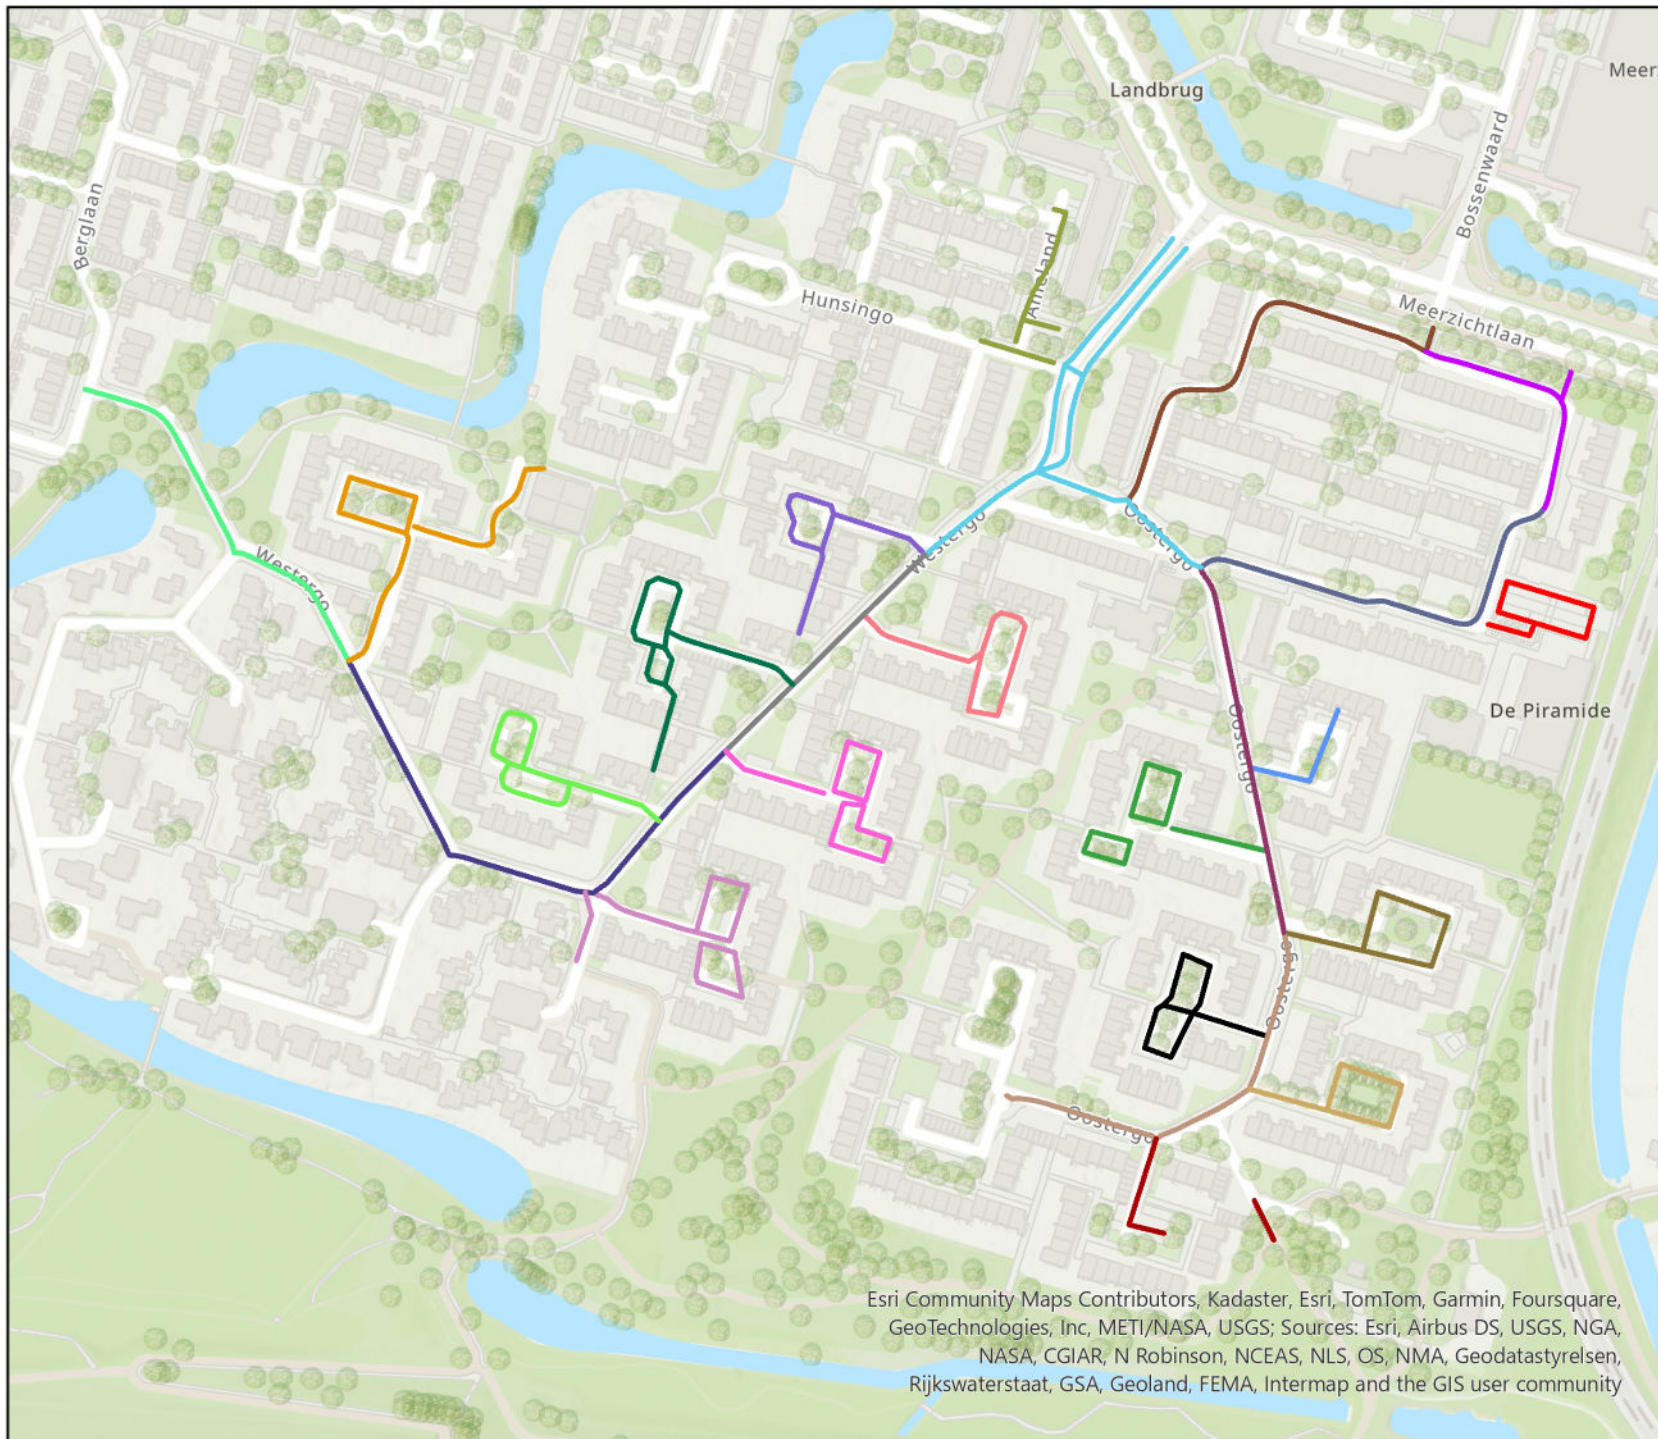 Landbrug
Meer
Bossenwaard
Berglaan
Ameland
Hunsingo
Meerzichtlaan
Westergo
Oostergo
Westergo
De Piramide
Oostergo
Oostergo
Oostergo
Esri Community Maps Contributors, Kadaster, Esri, TomTom, Garmin, Foursquare,
GeoTechnologies, Inc, METI/NASA, USGS; Sources: Esri, Airbus DS, USGS, NGA,
NASA, CGIAR, N Robinson, NCEAS, NLS, OS, NMA, Geodatastyrelsen,
Rijkswaterstaat, GSA, Geoland, FEMA, Intermap and the GIS user community